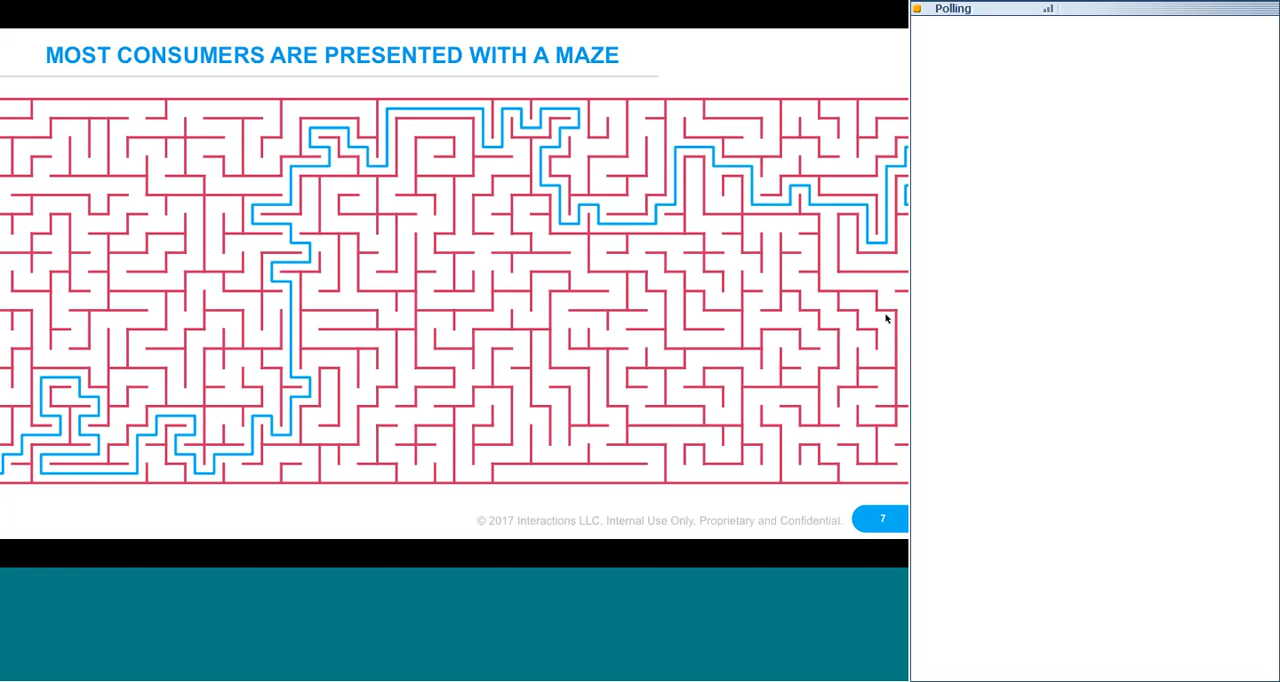 Polling
MOST CONSUMERS ARE PRESENTED WITH A MAZE
© 2017 Interactions LLC. Internal Use Only, Proprietary and Confidential.
7